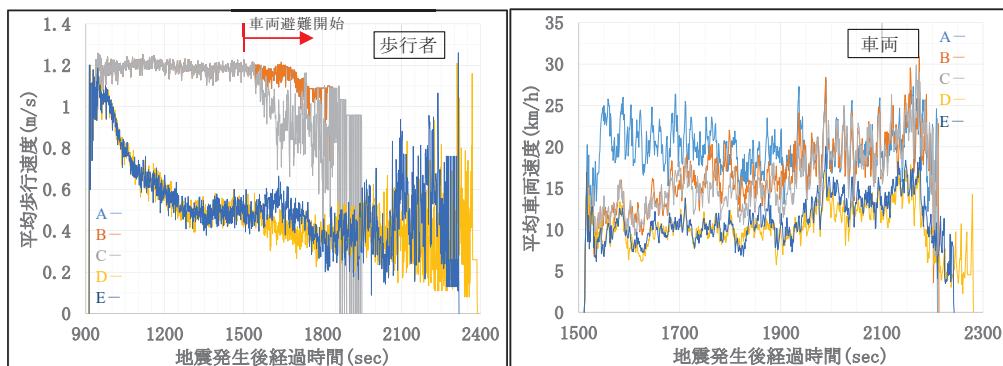 車両避難開始
歩行者
1.4
1.2
1
0.8
0.6
0.4
0.2
0
平均歩行速度(m/s)
A
B
C
D
E
900 1200 1500 1800 2100 2400
地震発生後経過時間(sec)
車両
35
30
25
20
15
10
5
0
平均車両速度(km/h)
A
B
C
D
E
1500 1700 1900 2100 2300
地震発生後経過時間(sec)